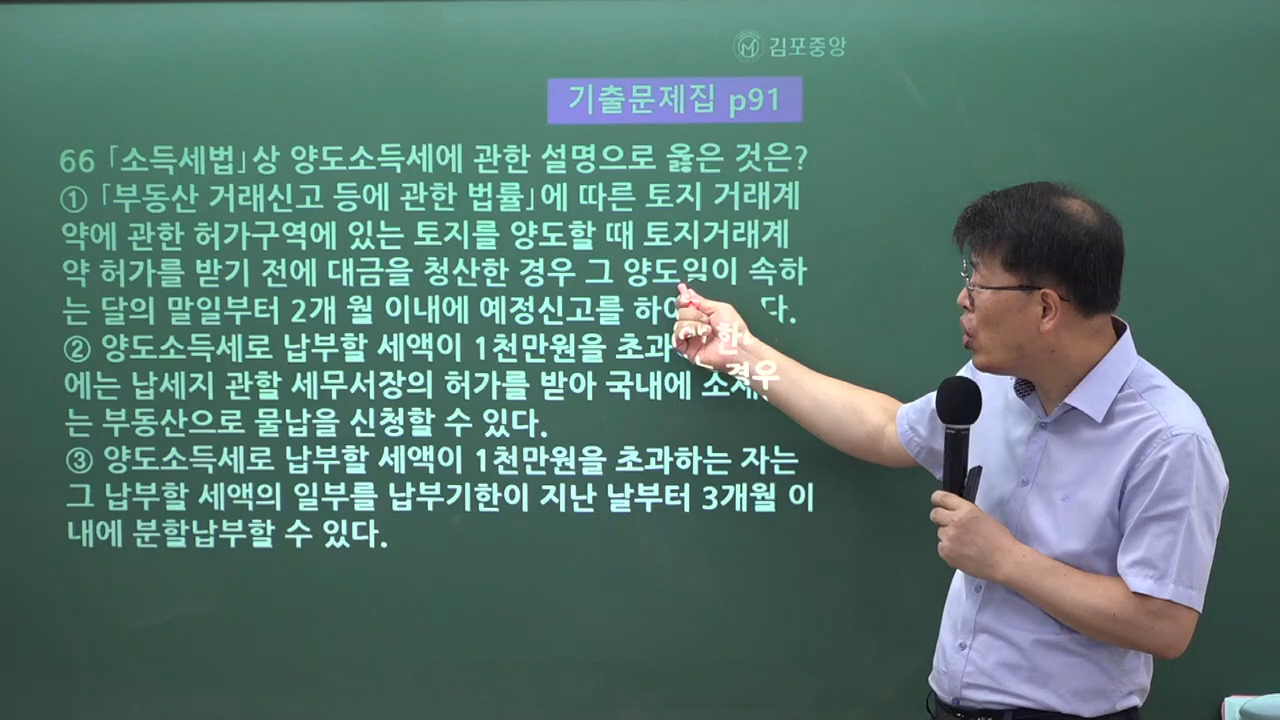 김포중앙
기출문제집 p91
66 「소득세법」상 양도소득세에 관한 설명으로 옳은 것은?
① 「부동산 거래신고 등에 관한 법률」에 따른 토지 거래계
약에 관한 허가구역에 있는 토지를 양도할 때 토지거래계
약 허가를 받기 전에 대금을 청산한 경우 그 양도일이 속하
는 달의 말일부터 2개 월 이내에 예정신고를 하여 다.
② 양도소득세로 납부할 세액이 1천만원을 초과 경우
에는 납세지 관할 세무서장의 허가를 받아 국내에
는 부동산으로 물납을 신청할 수 있다.
③ 양도소득세로 납부할 세액이 1천만원을 초과하는 자는
그 납부할 세액의 일부를 납부기한이 지난 날부터 3개월 이
내에 분할납부할 수 있다.